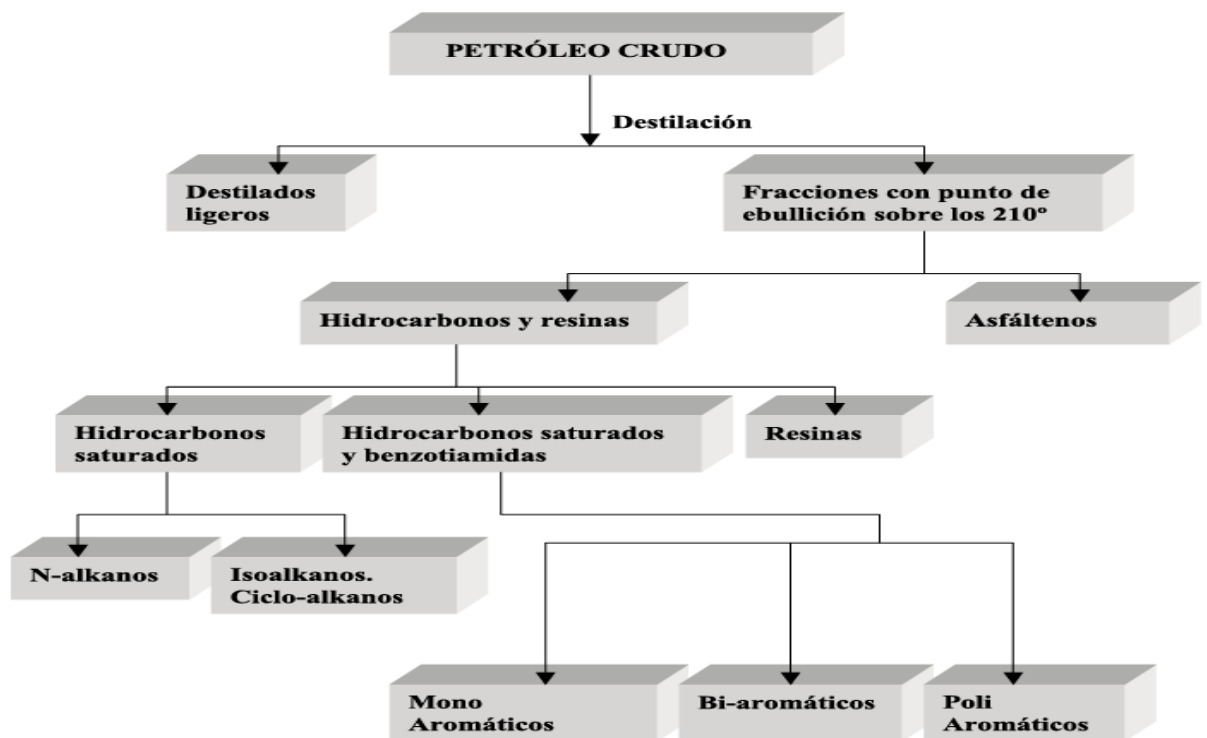 PETRÓLEO CRUDO
Destilación
Destilados
ligeros
Fracciones con punto de
ebullición sobre los 210º
Hidrocarbonos y resinas
Asfáltenos
Hidrocarbonos
saturados
Hidrocarbonos saturados
y benzotiamidas
Resinas
N-alkanos
Isoalkanos.
Ciclo-alkanos
Mono
Aromáticos
Bi-aromáticos
Poli
Aromáticos